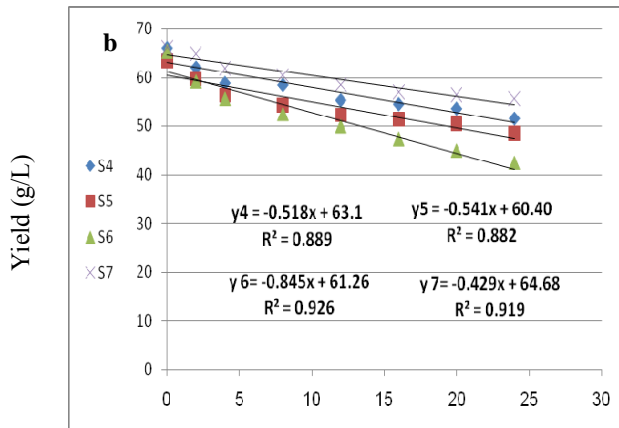 b
Yield (g/L)
70
60
50
40
30
20
10
0
S4
S5
S6
S7
y4 = -0.518x + 63.1
R² = 0.889
y5 = -0.541x + 60.40
R² = 0.882
y 6= -0.845x + 61.26
R² = 0.926
y 7= -0.429x + 64.68
R² = 0.919
0 5 10 15 20 25 30